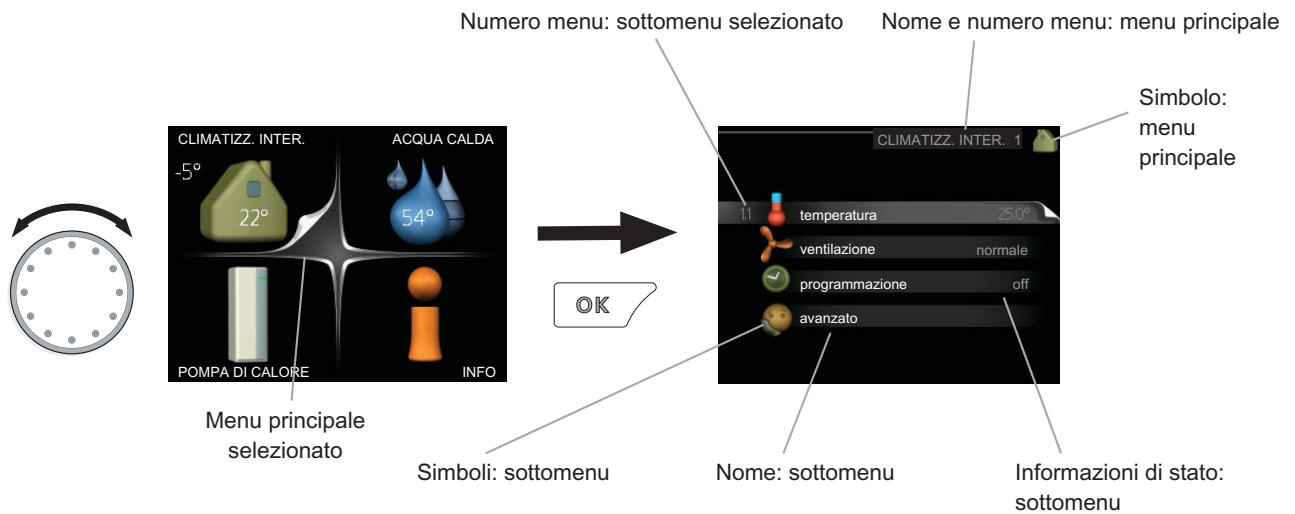 Numero menu: sottomenu selezionato
Nome e numero menu: menu principale
Simbolo:
menu
principale
CLIMATIZZ. INTER.
ACQUA CALDA
-5°
22°
54°
POMPA DI CALORE
INFO
OK
CLIMATIZZ. INTER. 1
1.1
temperatura
25.0°
ventilazione
normale
programmazione
off
avanzato
Menu principale
selezionato
Simboli: sottomenu
Nome: sottomenu
Informazioni di stato:
sottomenu